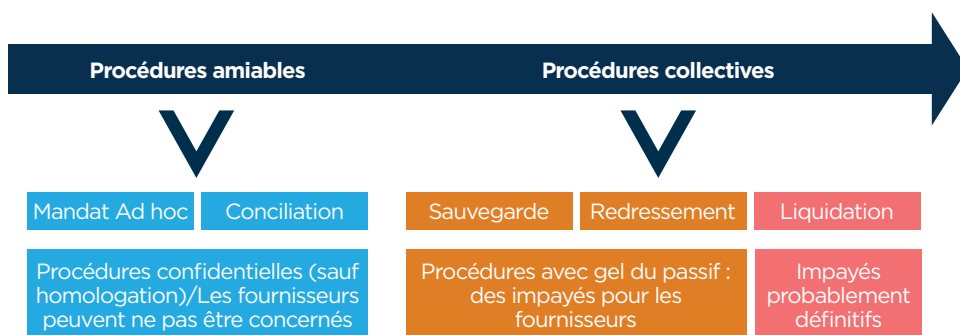 Procédures amiables
Procédures collectives
Mandat Ad hoc
Conciliation
Sauvegarde
Redressement
Liquidation
Procédures confidentielles (sauf
homologation)/Les fournisseurs
peuvent ne pas être concernés
Procédures avec gel du passif :
des impayés pour les
fournisseurs
Impayés
probablement
définitifs